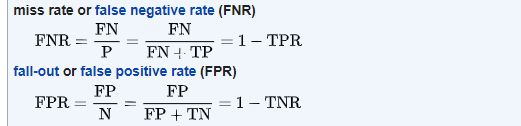 miss rate or false negative rate (FNR)
FNR = FN/P = FN/(FN + TP) = 1 − TPR
fall-out or false positive rate (FPR)
FPR = FP/N = FP/(FP + TN) = 1 − TNR